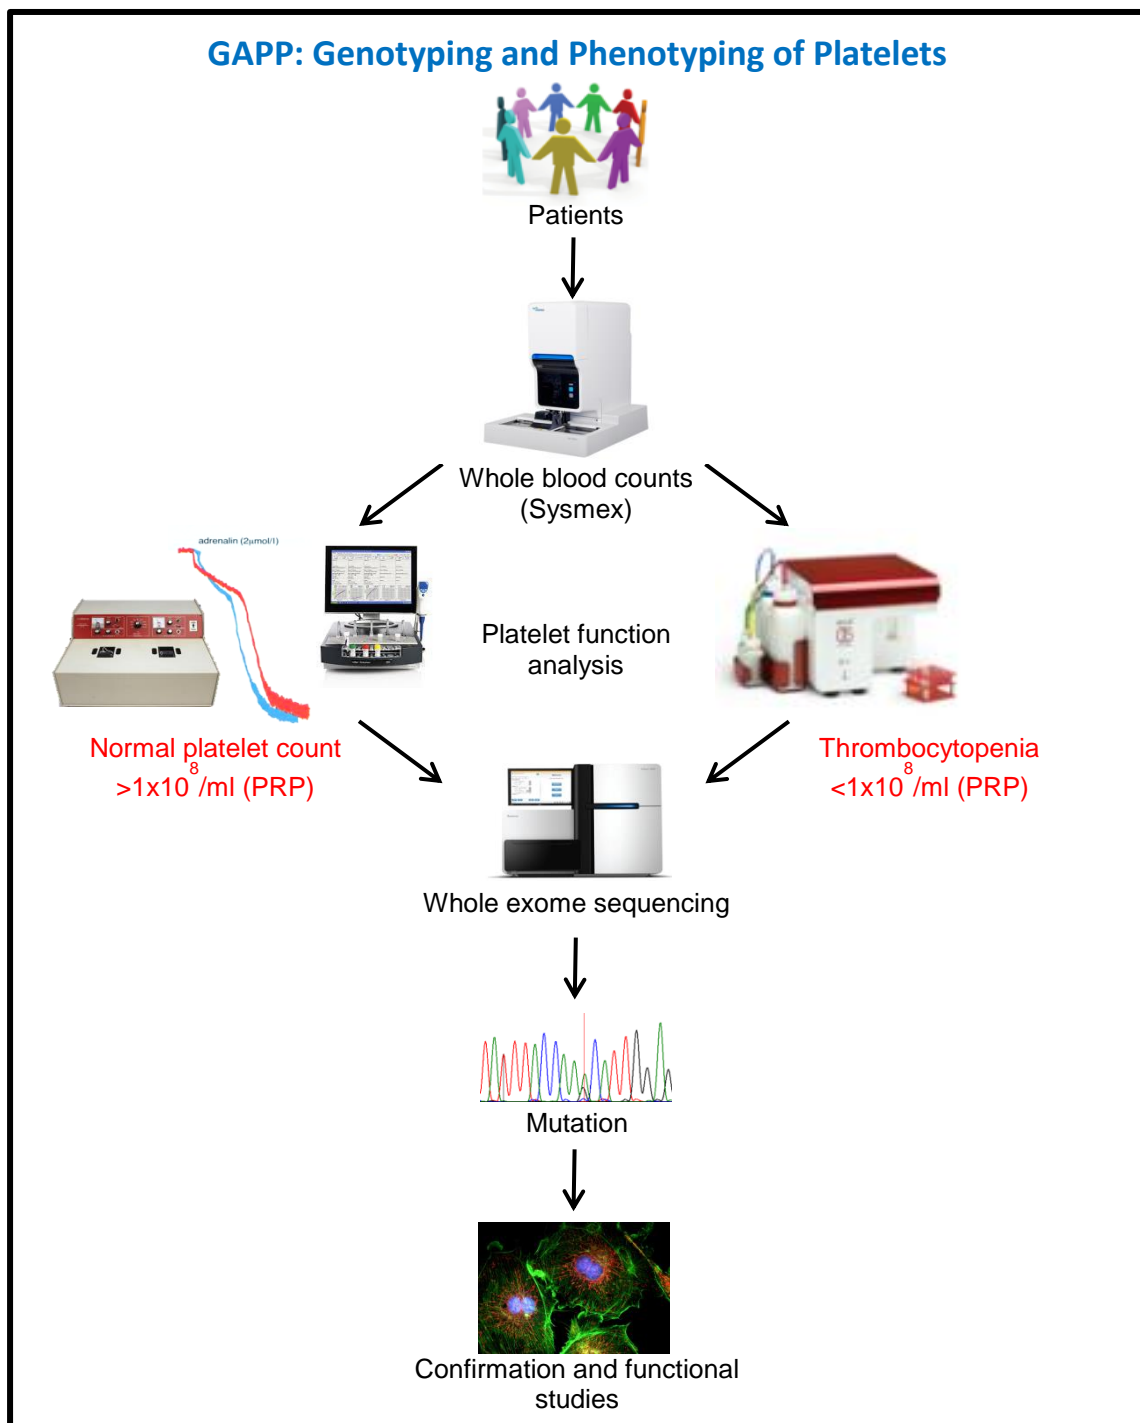 GAPP: Genotyping and Phenotyping of Platelets
Patients
Whole blood counts
(Sysmex)
adrenalin (2µmol/l)
Platelet function
analysis
Normal platelet count
>1x10⁸/ml (PRP)
Thrombocytopenia
<1x10⁸/ml (PRP)
Whole exome sequencing
Mutation
Confirmation and functional
studies